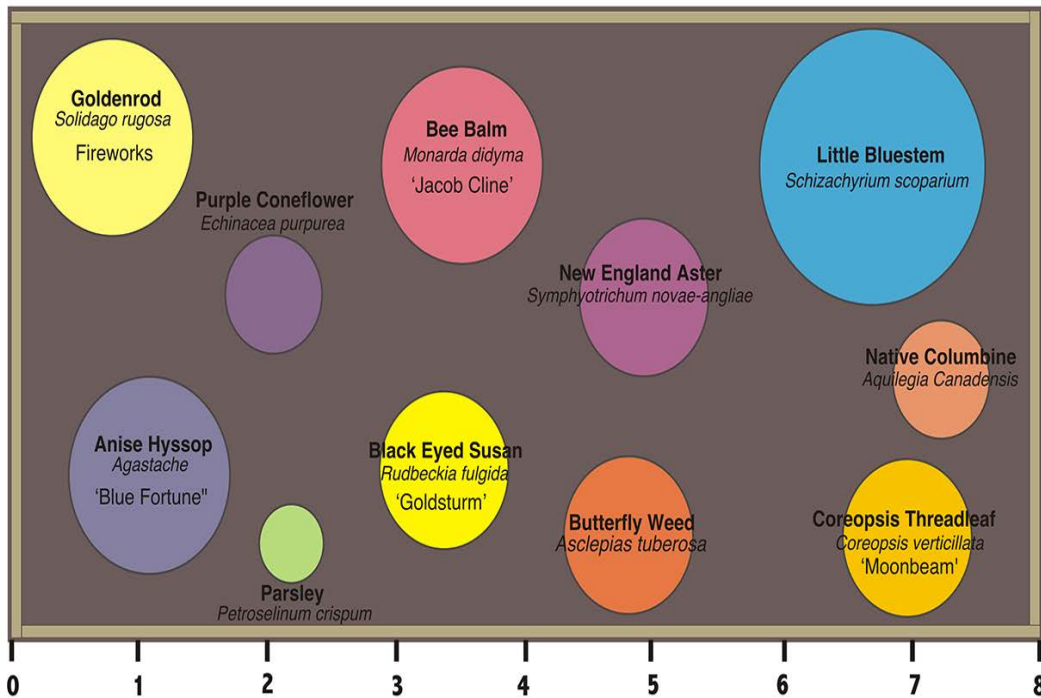 Goldenrod
Solidago rugosa
Fireworks
Purple Coneflower
Echinacea purpurea
Bee Balm
Monarda didyma
‘Jacob Cline’
Little Bluestem
Schizachyrium scoparium
New England Aster
Symphyotrichum novae-angliae
Native Columbine
Aquilegia Canadensis
Anise Hyssop
Agastache
‘Blue Fortune"
Black Eyed Susan
Rudbeckia fulgida
‘Goldsturm’
Parsley
Petroselinum crispum
Butterfly Weed
Asclepias tuberosa
Coreopsis Threadleaf
Coreopsis verticillata
‘Moonbeam'
0 1 2 3 4 5 6 7 8